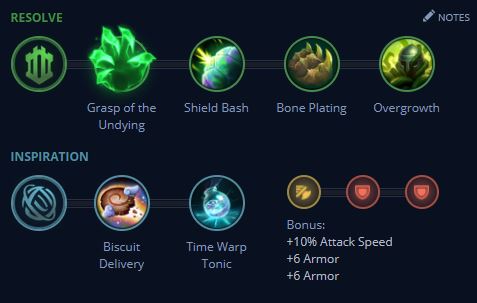 RESOLVE
NOTES
Grasp of the Undying
Shield Bash
Bone Plating
Overgrowth
INSPIRATION
Biscuit Delivery
Time Warp Tonic
Bonus:
+10% Attack Speed
+6 Armor
+6 Armor